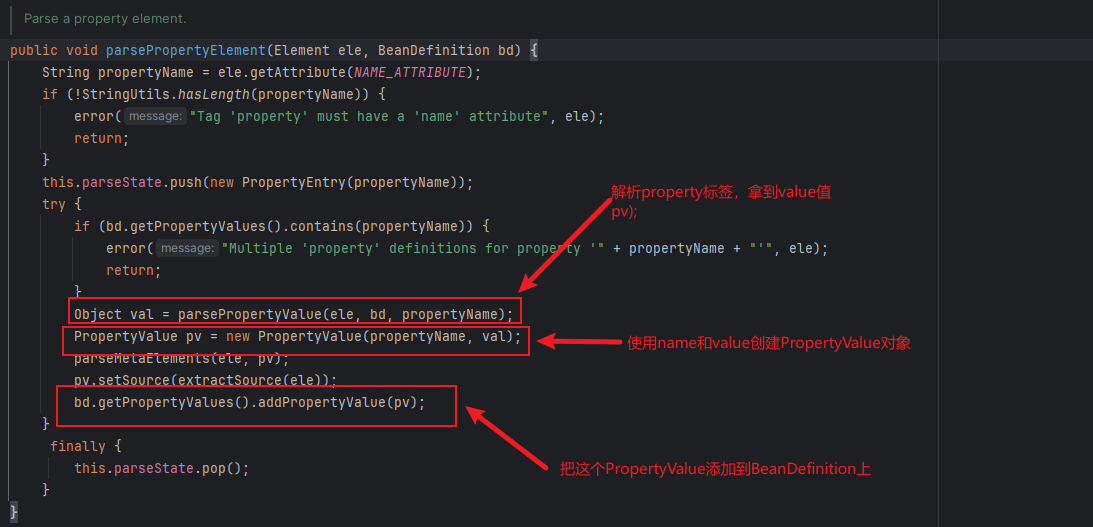 Parse a property element.
public void parsePropertyElement(Element ele, BeanDefinition bd) {
String propertyName = ele.getAttribute(NAME_ATTRIBUTE);
if (!StringUtils.hasLength(propertyName)) {
error( message: "Tag 'property' must have a 'name' attribute", ele);
return;
}
this.parseState.push(new PropertyEntry(propertyName));
解析property标签，拿到value值
pv);
try {
if (bd.getPropertyValues().contains(propertyName)) {
error( message: "Multiple 'property' definitions for property '" + propertyName + "'", ele);
return;
}
Object val = parsePropertyValue(ele, bd, propertyName);
PropertyValue pv = new PropertyValue(propertyName, val);
使用name和value创建PropertyValue对象
parseMetaElements(ele, pv);
pv.setSource(extractSource(ele));
bd.getPropertyValues().addPropertyValue(pv);
}
finally {
this.parseState.pop();
把这个PropertyValue添加到BeanDefinition上
}
}